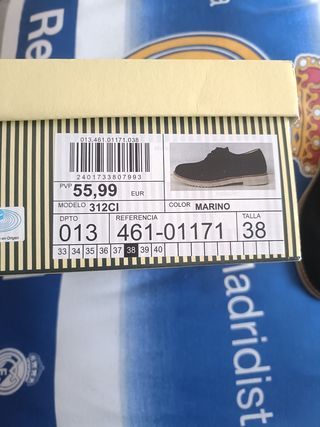 Re
013.461.01171.038
2401733807993
PVP 55,99 EUR
MODELO 312CI
COLOR MARINO
DPTO REFERENCIA TALLA
013 461-01171 38
33 34 35 36 37 38 39 40
Madridist